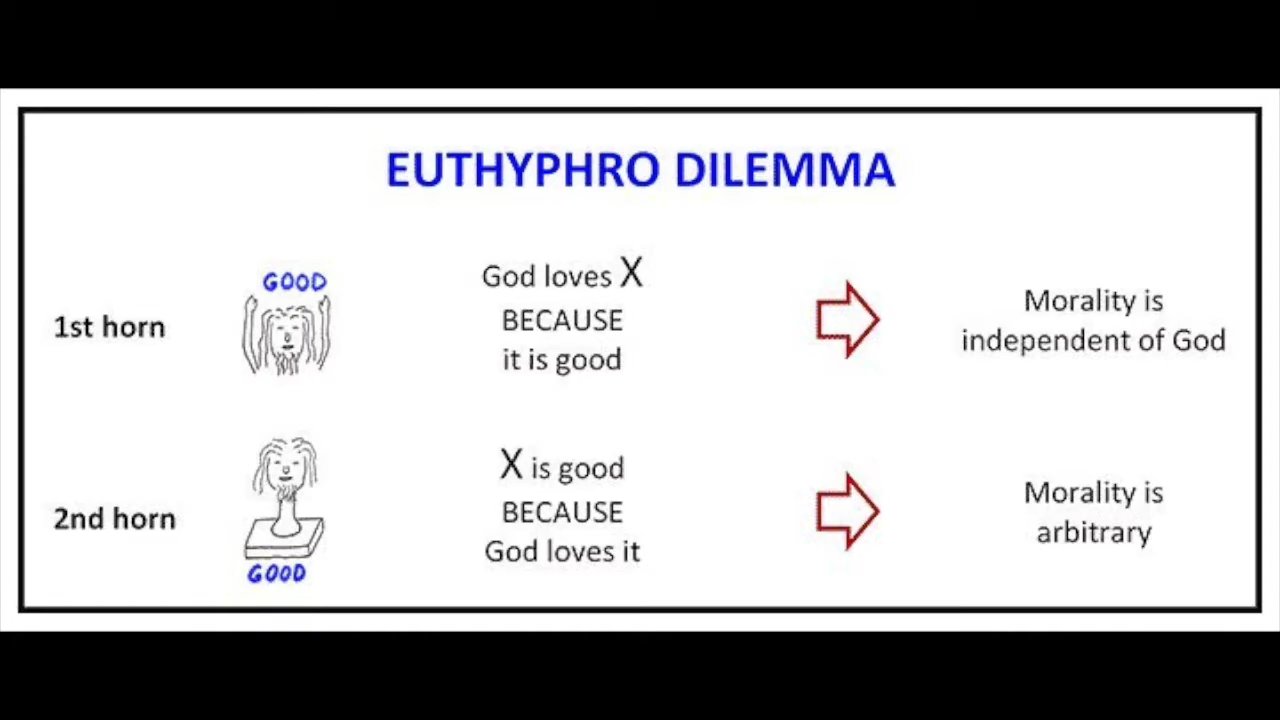 EUTHYPHRO DILEMMA
1st horn
GOOD
God loves X
BECAUSE
it is good
Morality is
independent of God
2nd horn
GOOD
X is good
BECAUSE
God loves it
Morality is
arbitrary